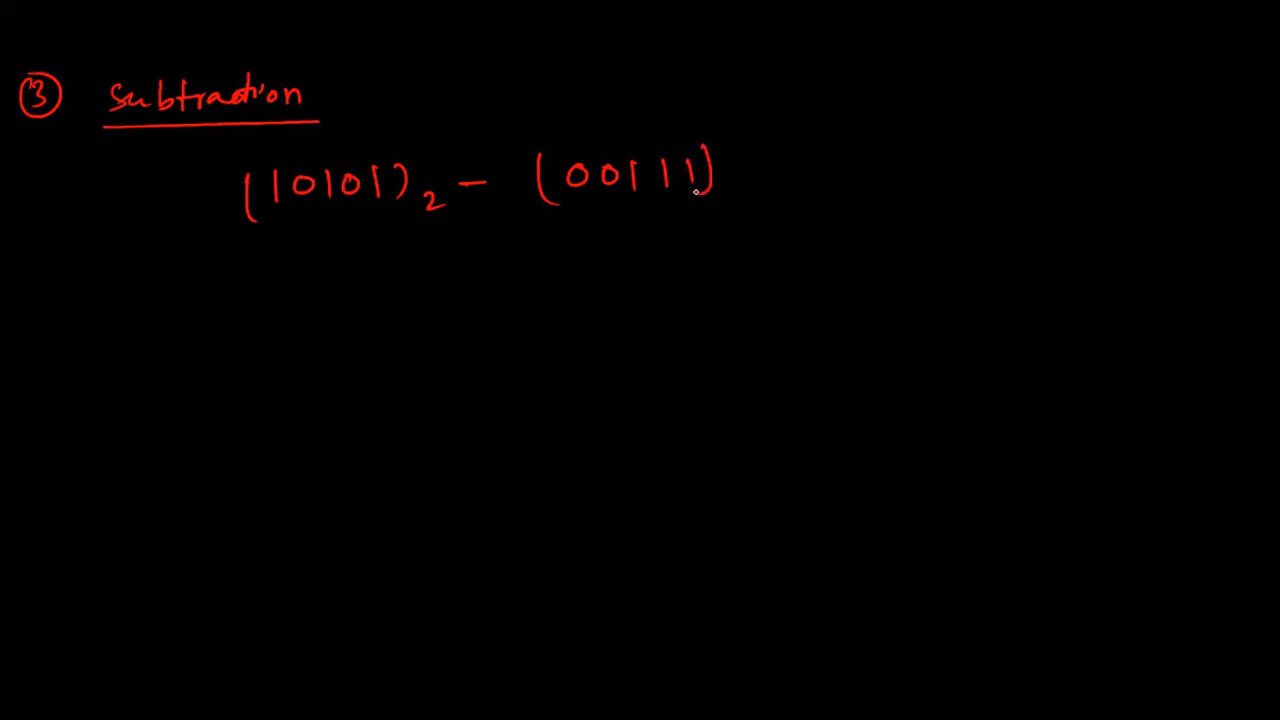 ③ Subtraction
(10101)₂ - (00111)